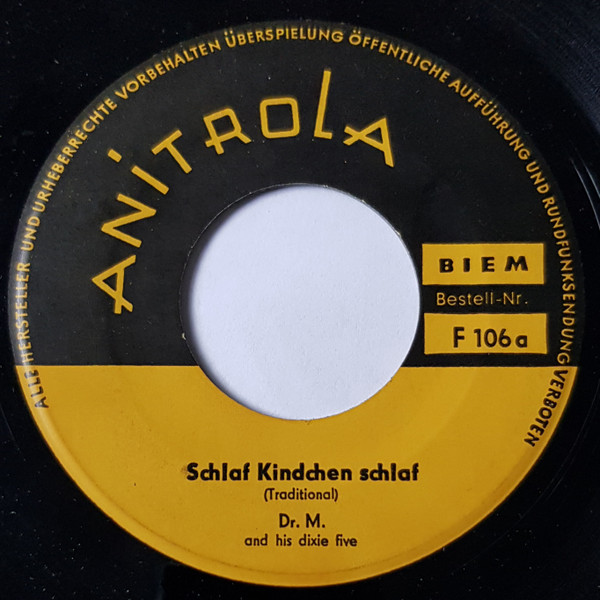 ALLE HERSTELLER UND URHEBERRECHTE VORBEHALTEN ÜBERSPIELUNG ÖFFENTLICHE AUFFÜHRUNG UND RUNDFUNKSENDUNG VERBOTEN
ANiTROLA
BIEM
Bestell-Nr.
F 106a
Schlaf Kindchen schlaf
(Traditional)
Dr. M.
and his dixie five